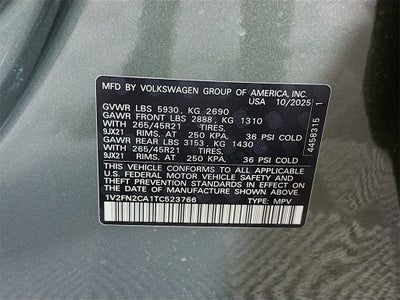 MFD BY VOLKSWAGEN GROUP OF AMERICA, INC.
USA 10/2025
GVWR LBS 5930, KG 2690
GAWR FRONT LBS 2888, KG 1310
WITH 265/45R21 TIRES,
9JX21 RIMS, AT 250 KPA, 36 PSI COLD
GAWR REAR LBS 3153, KG 1430
WITH 265/45R21 TIRES,
9JX21 RIMS, AT 250 KPA, 36 PSI COLD
THIS VEHICLE CONFORMS TO ALL APPLICABLE
U.S. FEDERAL MOTOR VEHICLE SAFETY STANDARDS
IN EFFECT ON THE DATE OF MANUFACTURE SHOWN ABOVE.
1V2FN2CA1TC523766 TYPE: MPV
4458315 1